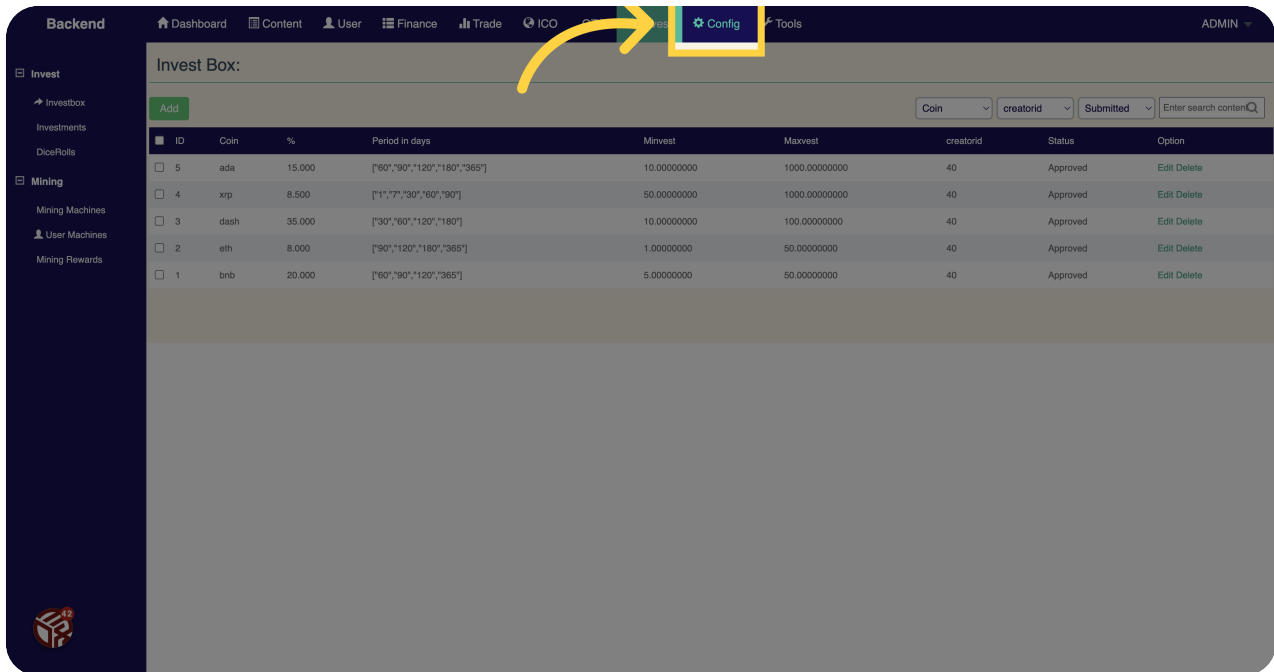 Backend
Dashboard Content User Finance Trade ICO Config Tools ADMIN
Invest
Investbox
Investments
DiceRolls
Mining
Mining Machines
User Machines
Mining Rewards
Invest Box:
Add
Coin creatorid Submitted Enter search content
ID Coin % Period in days Minvest Maxvest creatorid Status Option
5 ada 15.000 ["60","90","120","180","365"] 10.00000000 1000.00000000 40 Approved Edit Delete
4 xrp 8.500 ["1","7","30","60","90"] 50.00000000 1000.00000000 40 Approved Edit Delete
3 dash 35.000 ["30","60","120","180"] 10.00000000 100.00000000 40 Approved Edit Delete
2 eth 8.000 ["90","120","180","365"] 1.00000000 50.00000000 40 Approved Edit Delete
1 bnb 20.000 ["60","90","120","365"] 5.00000000 50.00000000 40 Approved Edit Delete
42